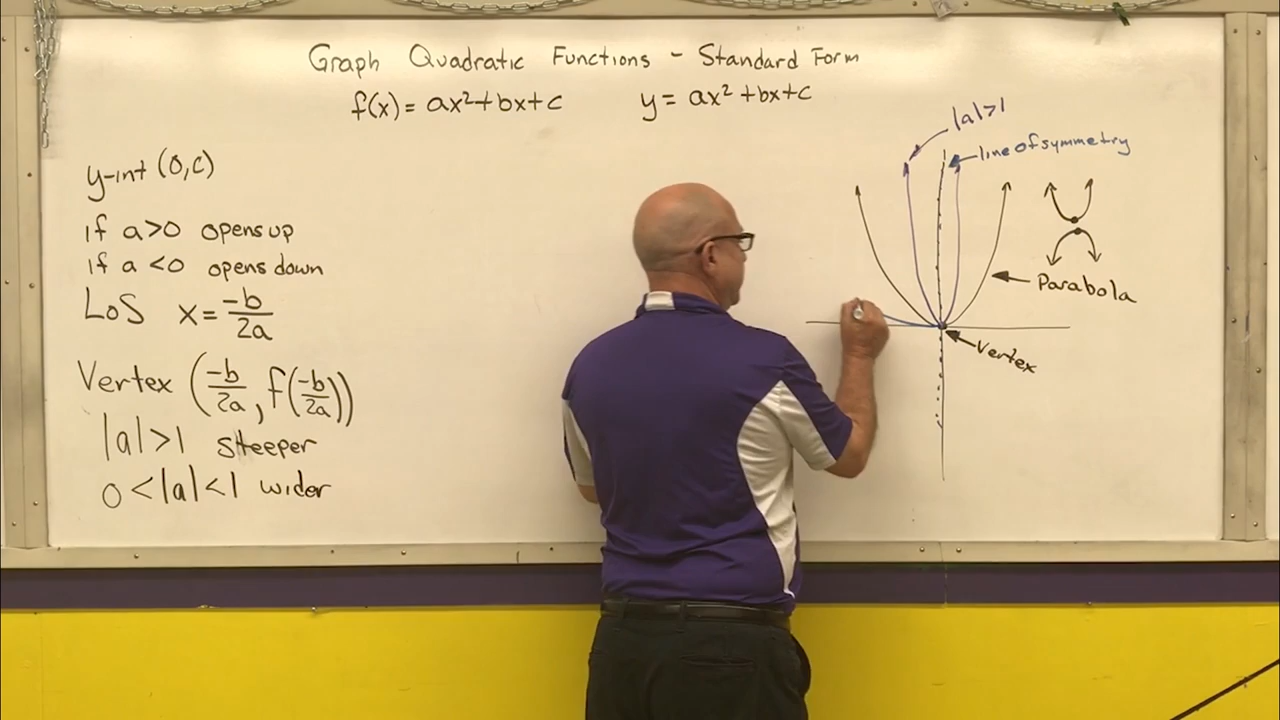 Graph Quadratic Functions - Standard Form
f(x) = ax²+bx+c y = ax²+bx+c
y-int (0,c)
if a>0 opens up
if a<0 opens down
LoS x = -b/2a
Vertex (-b/2a, f(-b/2a))
|a|>1 steeper
0<|a|<1 wider
|a|>1
line of symmetry
Parabola
Vertex